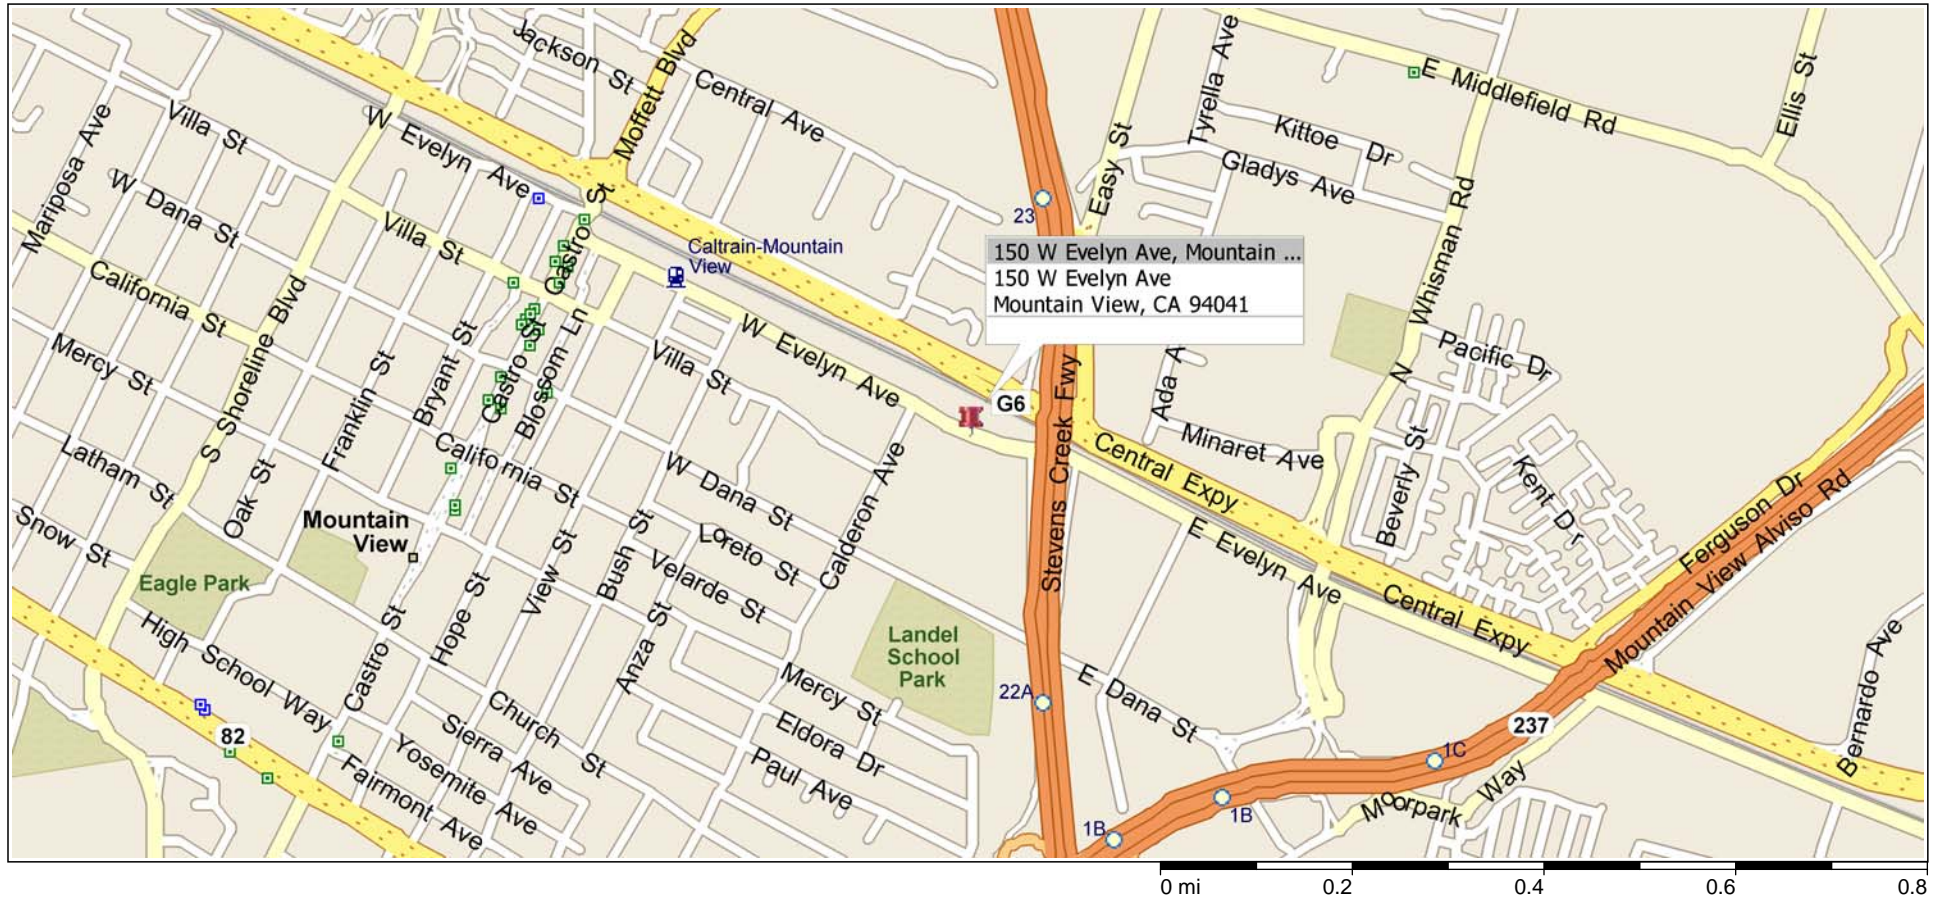 Jackson St
Moffett Blvd
Central Ave
Tyrella Ave
E Middlefield Rd
Ellis St
Kittoe Dr
Gladys Ave
Easy St
Mariposa Ave
Villa St
W Evelyn Ave
W Dana St
Villa St
Castro St
23
Caltrain-Mountain
View
150 W Evelyn Ave, Mountain ...
150 W Evelyn Ave
Mountain View, CA 94041
N Whisman Rd
California St
S Shoreline Blvd
Mercy St
Franklin St
Bryant St
Castro St
Blossom Ln
Villa St
W Evelyn Ave
G6
Stevens Creek Fwy
Ada A
Pacific Dr
Minaret Ave
Beverly St
Kent Dr
Central Expy
Latham St
Oak St
California St
W Dana St
Calderon Ave
Snow St
Mountain
View
Eagle Park
View St
Bush St
Loreto St
Velarde St
E Evelyn Ave
Central Expy
Ferguson Dr
Mountain View Alviso Rd
High School Way
Castro St
Hope St
Anza St
Landel
School
Park
Mercy St
22A
E Dana St
Bernardo Ave
82
Church St
Sierra Ave
Yosemite Ave
Fairmont Ave
Eldora Dr
Paul Ave
237
1C
1B
1B
Moorpark Way
0 mi 0.2 0.4 0.6 0.8